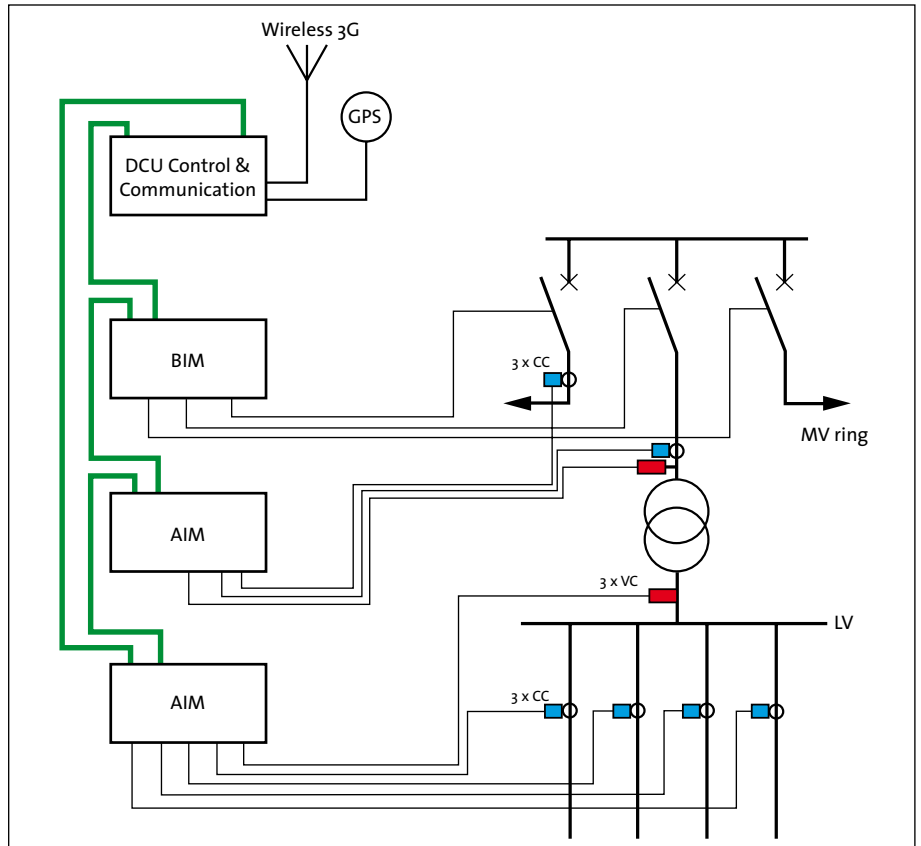 Wireless 3G
GPS
DCU Control &
Communication
BIM
3 x CC
MV ring
AIM
3 x VC
LV
AIM
3 x CC